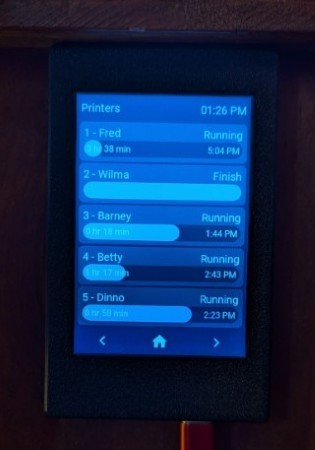 Printers 01:26 PM
1 - Fred Running
3 hr 38 min 5:04 PM
2 - Wilma Finish
3 - Barney Running
0 hr 18 min 1:44 PM
4 - Betty Running
1 hr 17 min 2:43 PM
5 - Dinno Running
0 hr min 2:23 PM